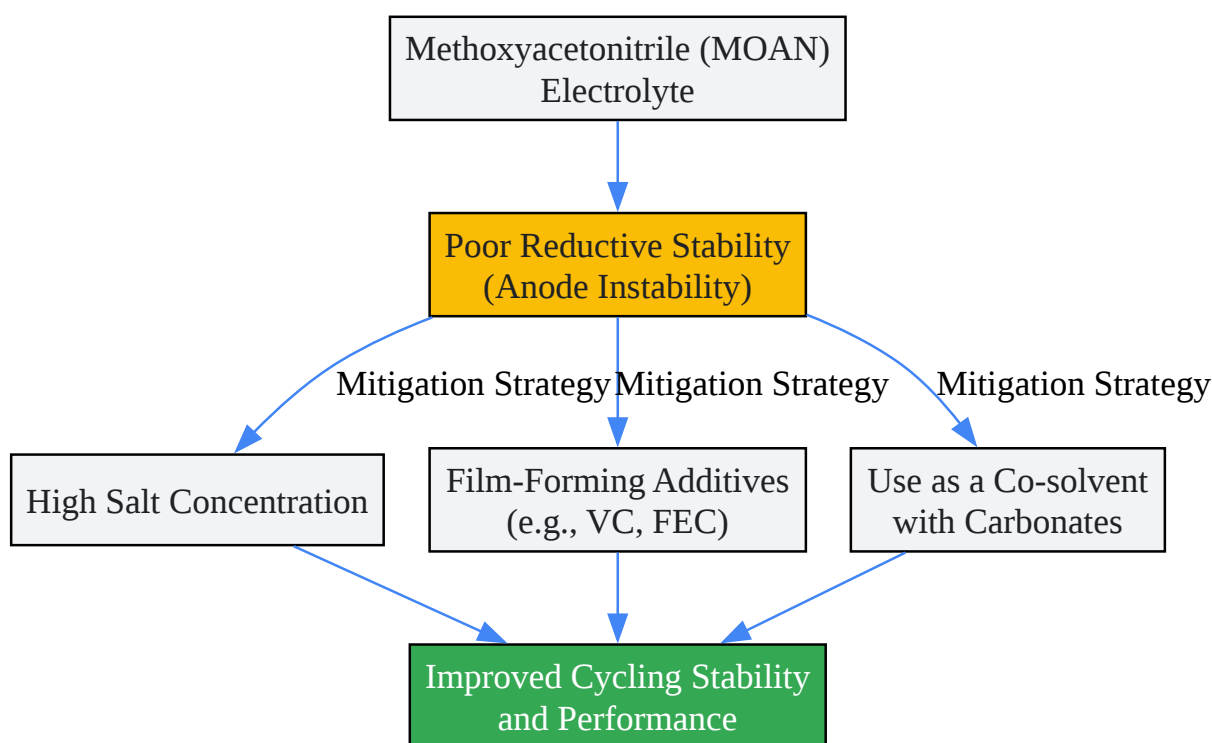 Methoxyacetonitrile (MOAN)
Electrolyte
Poor Reductive Stability
(Anode Instability)
Mitigation Strategy
Mitigation Strategy
Mitigation Strategy
High Salt Concentration
Film-Forming Additives
(e.g., VC, FEC)
Use as a Co-solvent
with Carbonates
Improved Cycling Stability
and Performance